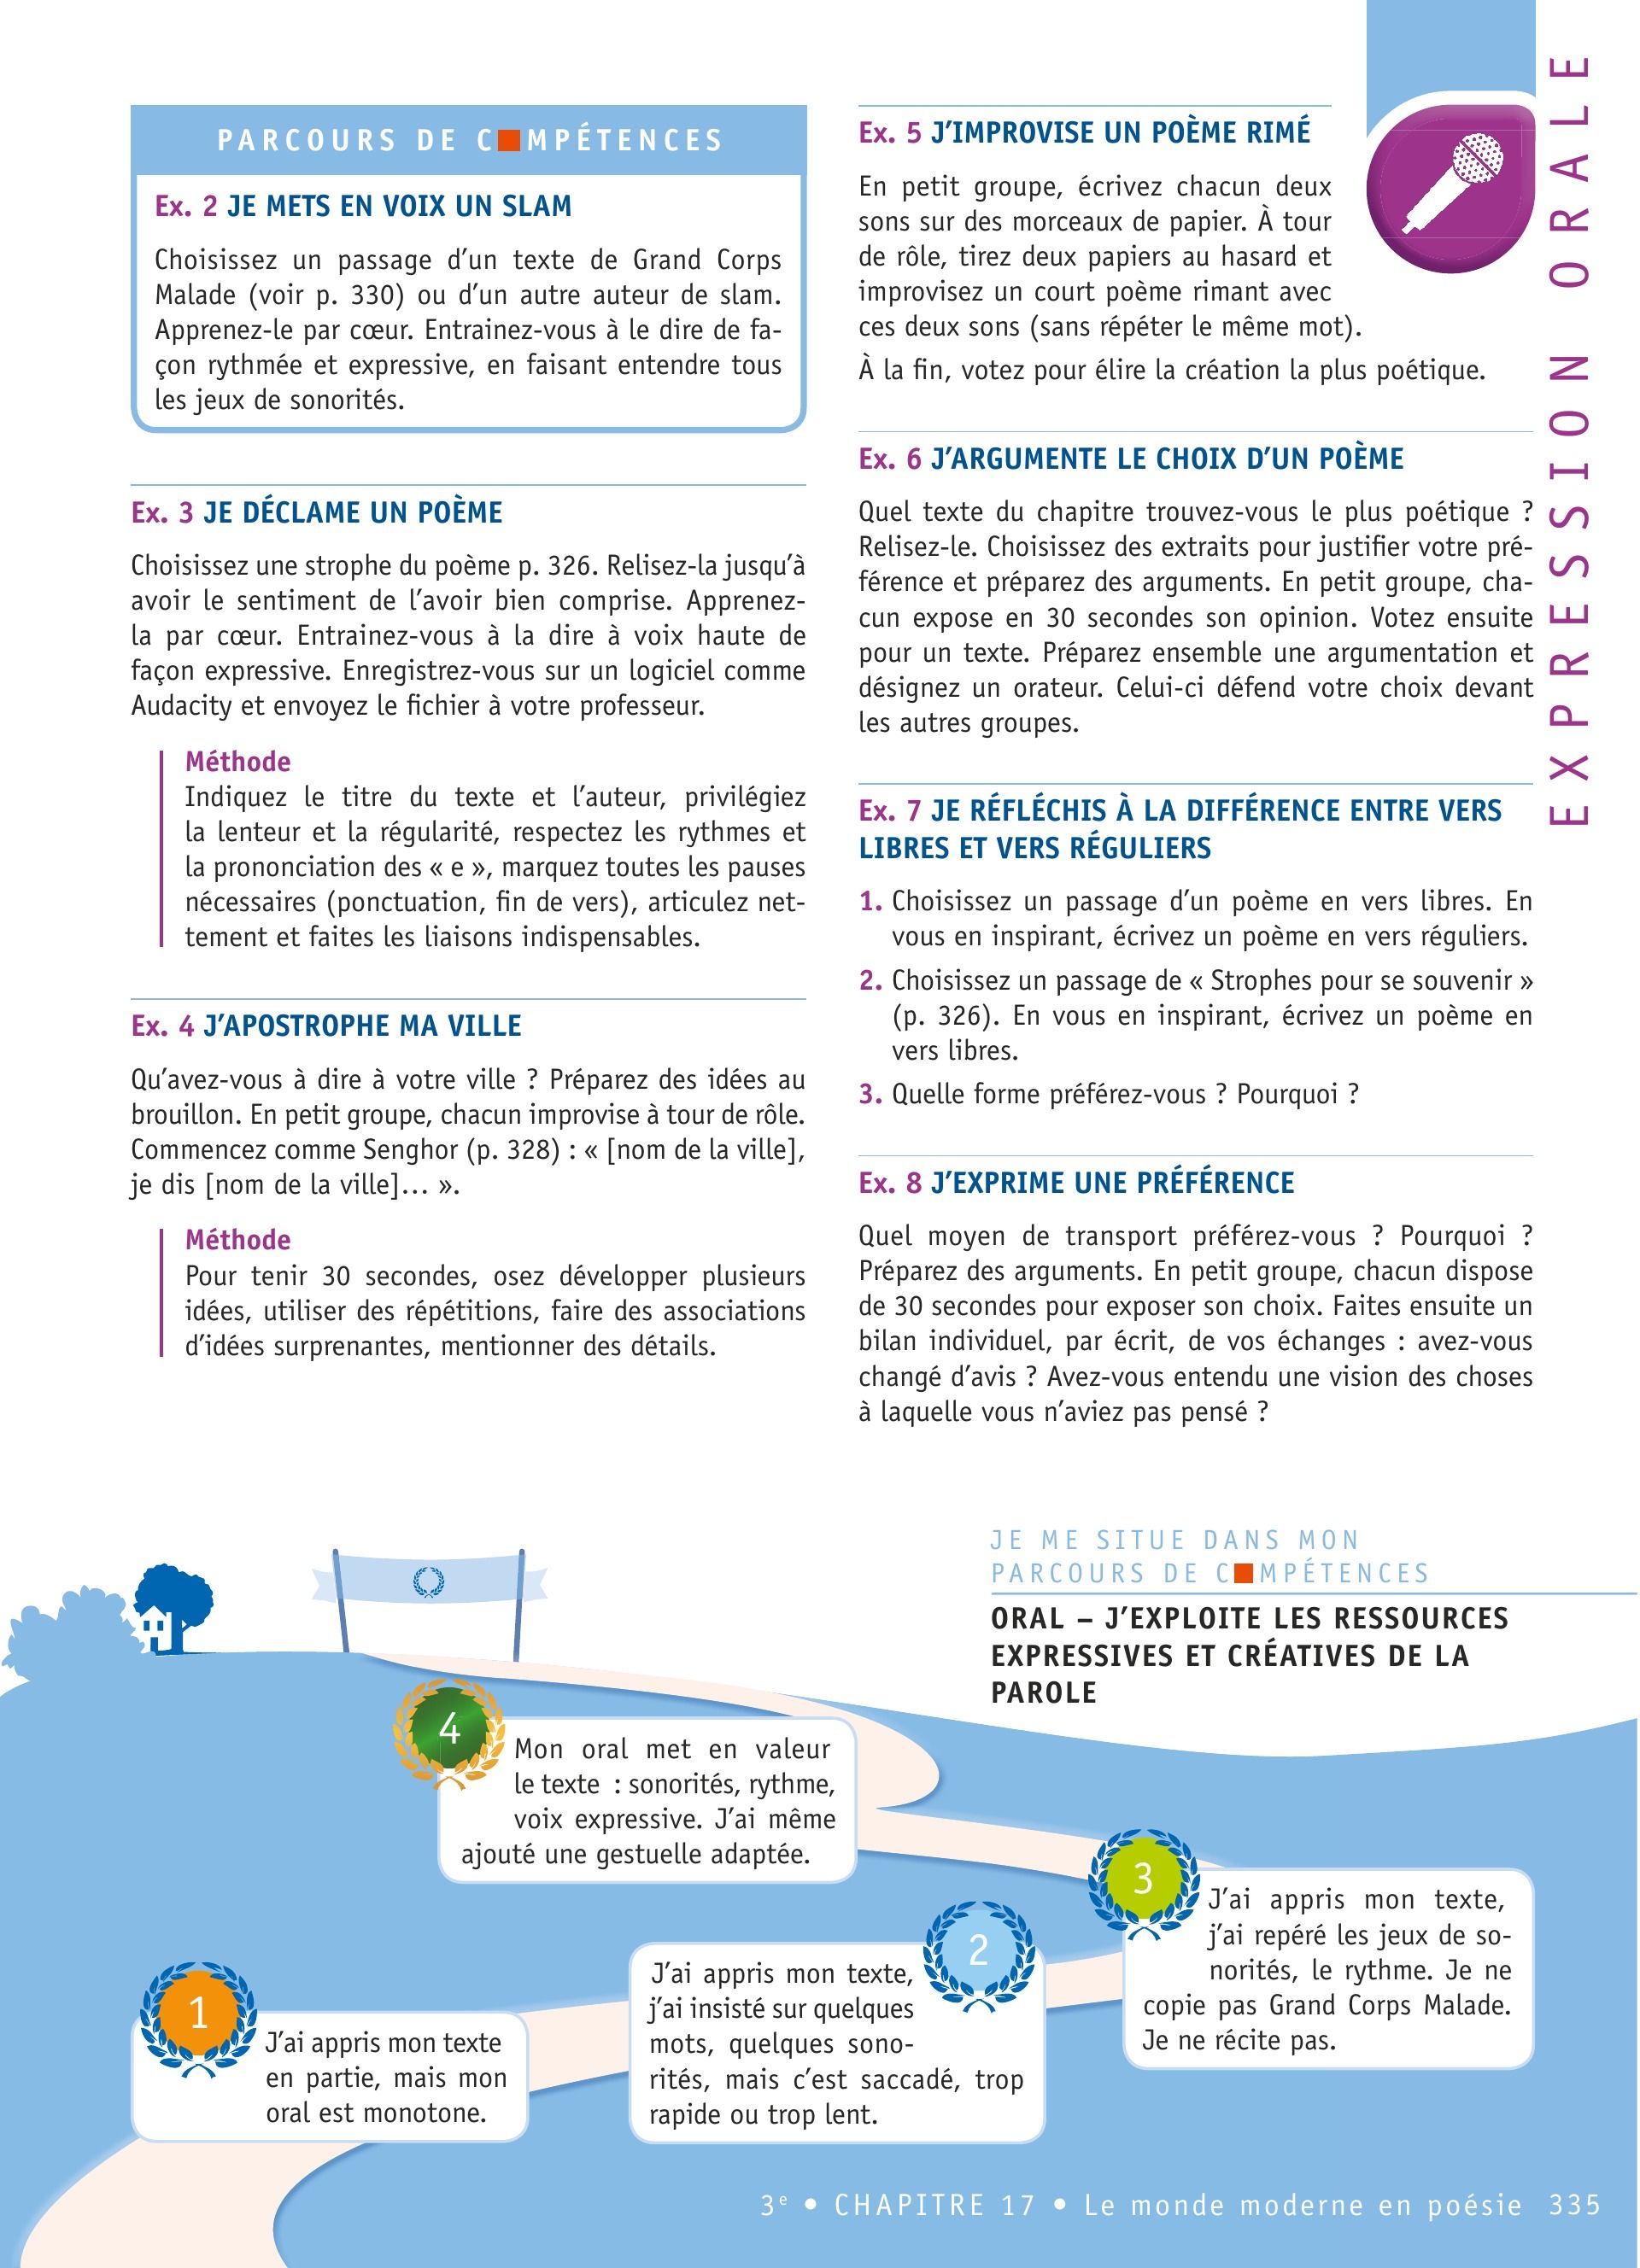 PARCOURS DE C■MPÉTENCES
Ex. 2 JE METS EN VOIX UN SLAM
Choisissez un passage d’un texte de Grand Corps
Malade (voir p. 330) ou d’un autre auteur de slam.
Apprenez-le par cœur. Entrainez-vous à le dire de fa-
çon rythmée et expressive, en faisant entendre tous
les jeux de sonorités.
Ex. 3 JE DÉCLAME UN POÈME
Choisissez une strophe du poème p. 326. Relisez-la jusqu’à
avoir le sentiment de l’avoir bien comprise. Apprenez-
la par cœur. Entrainez-vous à la dire à voix haute de
façon expressive. Enregistrez-vous sur un logiciel comme
Audacity et envoyez le fichier à votre professeur.
Méthode
Indiquez le titre du texte et l’auteur, privilégiez
la lenteur et la régularité, respectez les rythmes et
la prononciation des « e », marquez toutes les pauses
nécessaires (ponctuation, fin de vers), articulez net-
tement et faites les liaisons indispensables.
Ex. 4 J’APOSTROPHE MA VILLE
Qu’avez-vous à dire à votre ville ? Préparez des idées au
brouillon. En petit groupe, chacun improvise à tour de rôle.
Commencez comme Senghor (p. 328) : « [nom de la ville],
je dis [nom de la ville]… ».
Méthode
Pour tenir 30 secondes, osez développer plusieurs
idées, utiliser des répétitions, faire des associations
d’idées surprenantes, mentionner des détails.
Ex. 5 J’IMPROVISE UN POÈME RIMÉ
En petit groupe, écrivez chacun deux
sons sur des morceaux de papier. À tour
de rôle, tirez deux papiers au hasard et
improvisez un court poème rimant avec
ces deux sons (sans répéter le même mot).
À la fin, votez pour élire la création la plus poétique.
Ex. 6 J’ARGUMENTE LE CHOIX D’UN POÈME
Quel texte du chapitre trouvez-vous le plus poétique ?
Relisez-le. Choisissez des extraits pour justifier votre pré-
férence et préparez des arguments. En petit groupe, cha-
cun expose en 30 secondes son opinion. Votez ensuite
pour un texte. Préparez ensemble une argumentation et
désignez un orateur. Celui-ci défend votre choix devant
les autres groupes.
Ex. 7 JE RÉFLÉCHIS À LA DIFFÉRENCE ENTRE VERS
LIBRES ET VERS RÉGULIERS
1. Choisissez un passage d’un poème en vers libres. En
vous en inspirant, écrivez un poème en vers réguliers.
2. Choisissez un passage de « Strophes pour se souvenir »
(p. 326). En vous en inspirant, écrivez un poème en
vers libres.
3. Quelle forme préférez-vous ? Pourquoi ?
Ex. 8 J’EXPRIME UNE PRÉFÉRENCE
Quel moyen de transport préférez-vous ? Pourquoi ?
Préparez des arguments. En petit groupe, chacun dispose
de 30 secondes pour exposer son choix. Faites ensuite un
bilan individuel, par écrit, de vos échanges : avez-vous
changé d’avis ? Avez-vous entendu une vision des choses
à laquelle vous n’aviez pas pensé ?
EXPRESSION ORALE
JE ME SITUE DANS MON
PARCOURS DE C■MPÉTENCES
ORAL – J’EXPLOITE LES RESSOURCES
EXPRESSIVES ET CRÉATIVES DE LA
PAROLE
4
Mon oral met en valeur
le texte : sonorités, rythme,
voix expressive. J’ai même
ajouté une gestuelle adaptée.
3
J’ai appris mon texte,
j’ai repéré les jeux de so-
norités, le rythme. Je ne
copie pas Grand Corps Malade.
Je ne récite pas.
2
J’ai appris mon texte,
j’ai insisté sur quelques
mots, quelques sono-
rités, mais c’est saccadé, trop
rapide ou trop lent.
1
J’ai appris mon texte
en partie, mais mon
oral est monotone.
3e • CHAPITRE 17 • Le monde moderne en poésie 335